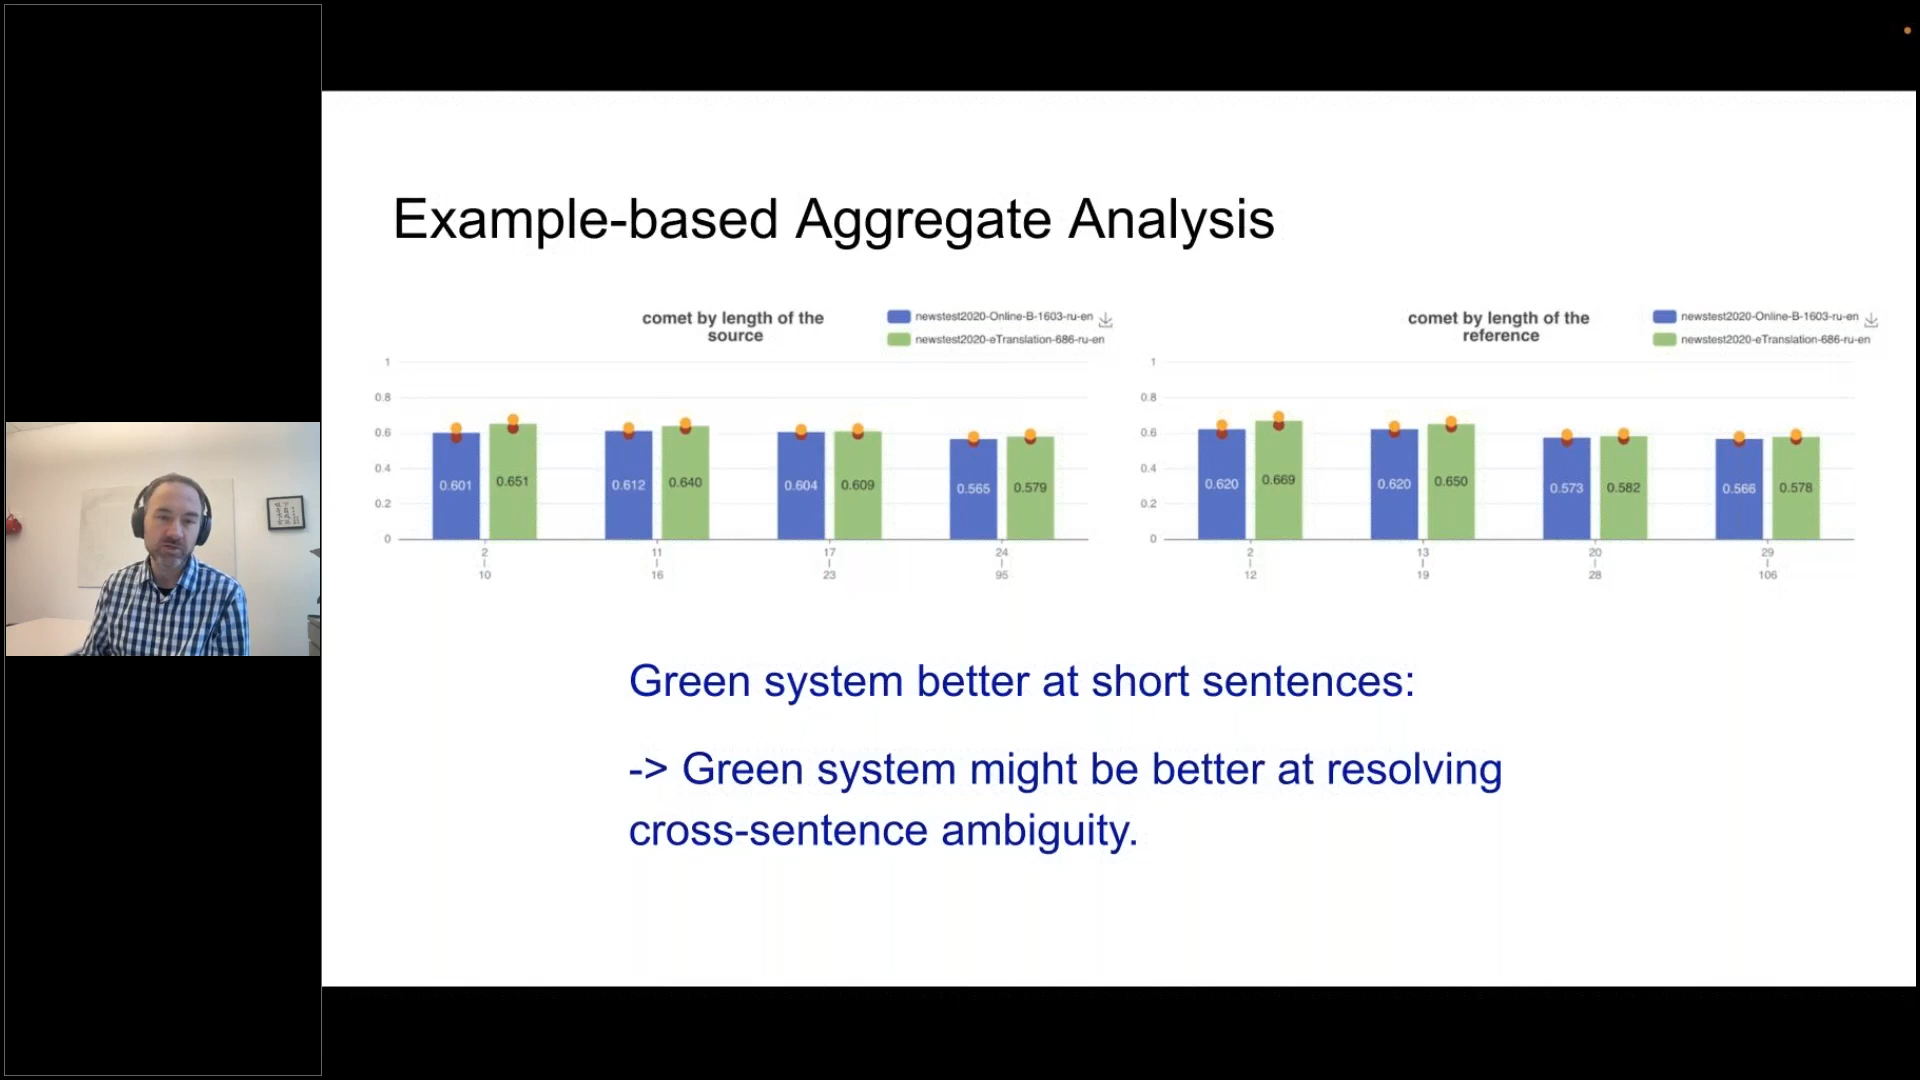 Example-based Aggregate Analysis
comet by length of the
source
newstest2020-Online-B-1603-ru-en
newstest2020-eTranslation-686-ru-en
1
0.8
0.6
0.4
0.2
0
0.601
0.651
0.612
0.640
0.604
0.609
0.565
0.579
2 | 10
11 | 16
17 | 23
24 | 95
comet by length of the
reference
newstest2020-Online-B-1603-ru-en
newstest2020-eTranslation-686-ru-en
1
0.8
0.6
0.4
0.2
0
0.620
0.669
0.620
0.650
0.573
0.582
0.566
0.578
2 | 12
13 | 19
20 | 28
29 | 106
Green system better at short sentences:
-> Green system might be better at resolving
cross-sentence ambiguity.